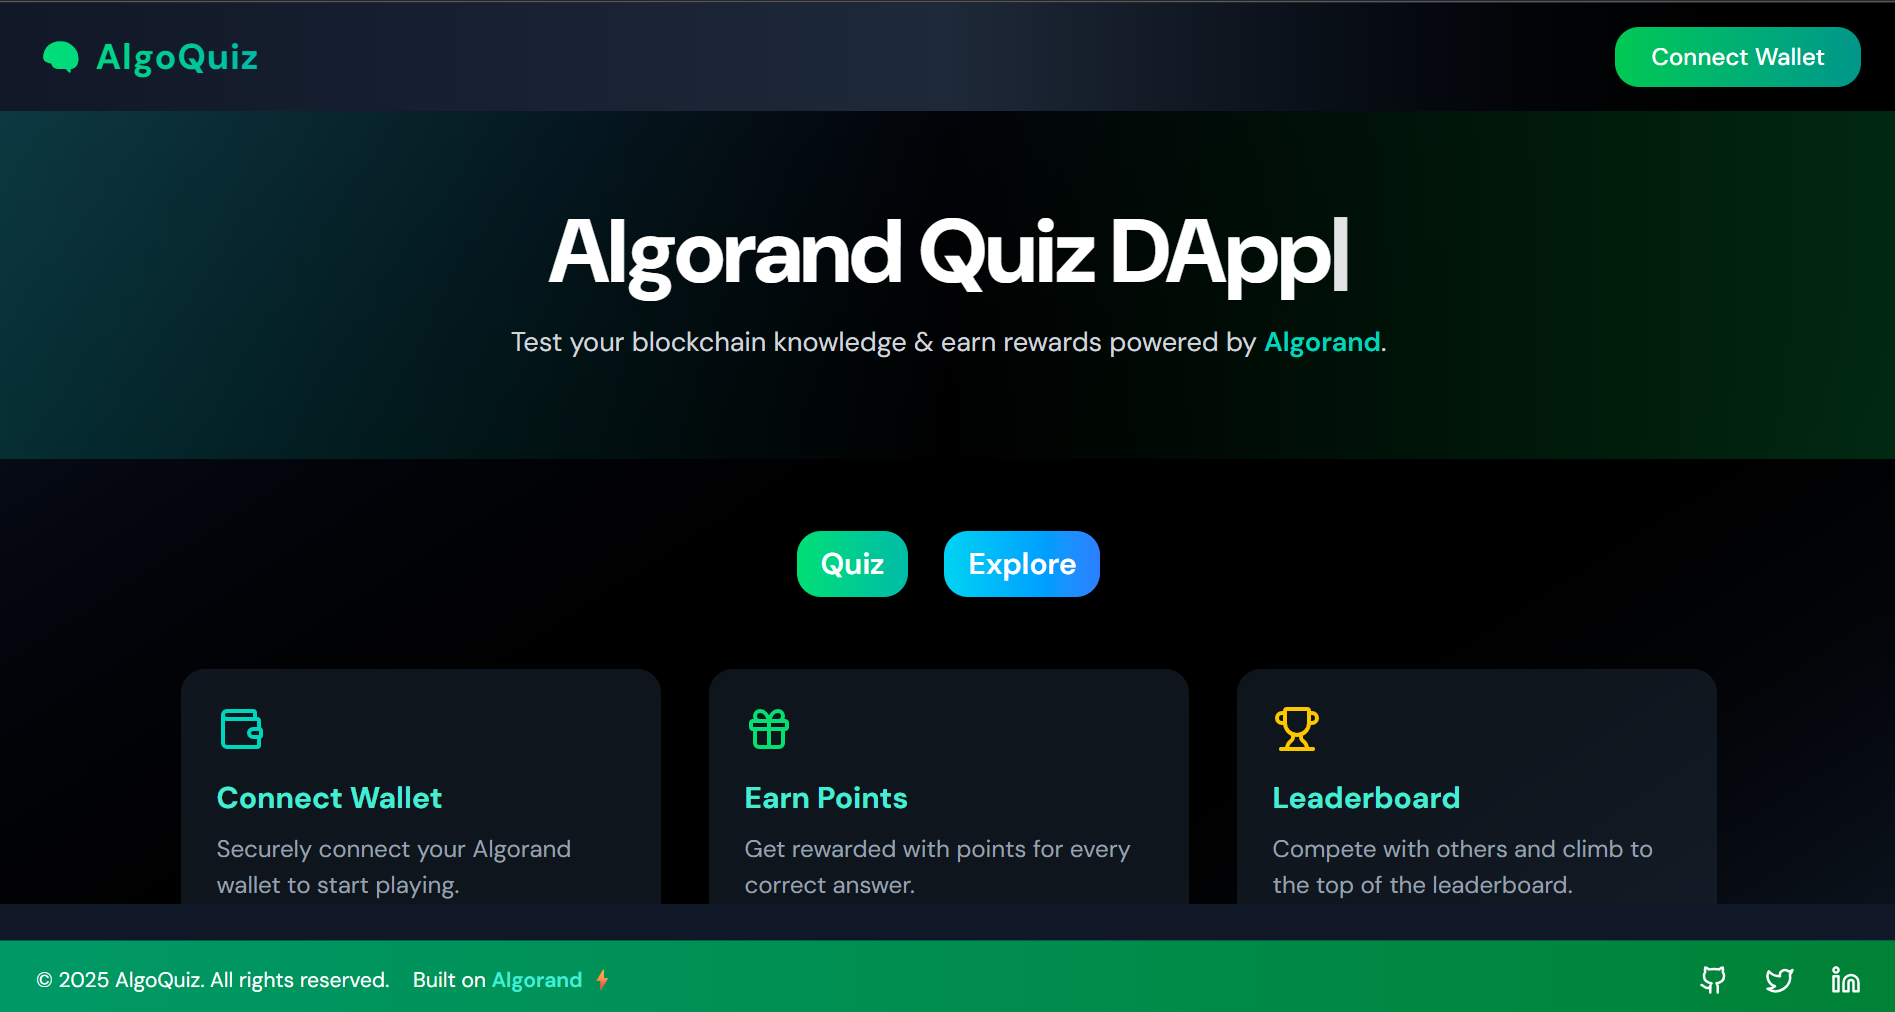 AlgoQuiz
Connect Wallet
Algorand Quiz DApp
Test your blockchain knowledge & earn rewards powered by Algorand.
Quiz
Explore
Connect Wallet
Securely connect your Algorand
wallet to start playing.
Earn Points
Get rewarded with points for every
correct answer.
Leaderboard
Compete with others and climb to
the top of the leaderboard.
© 2025 AlgoQuiz. All rights reserved. Built on Algorand